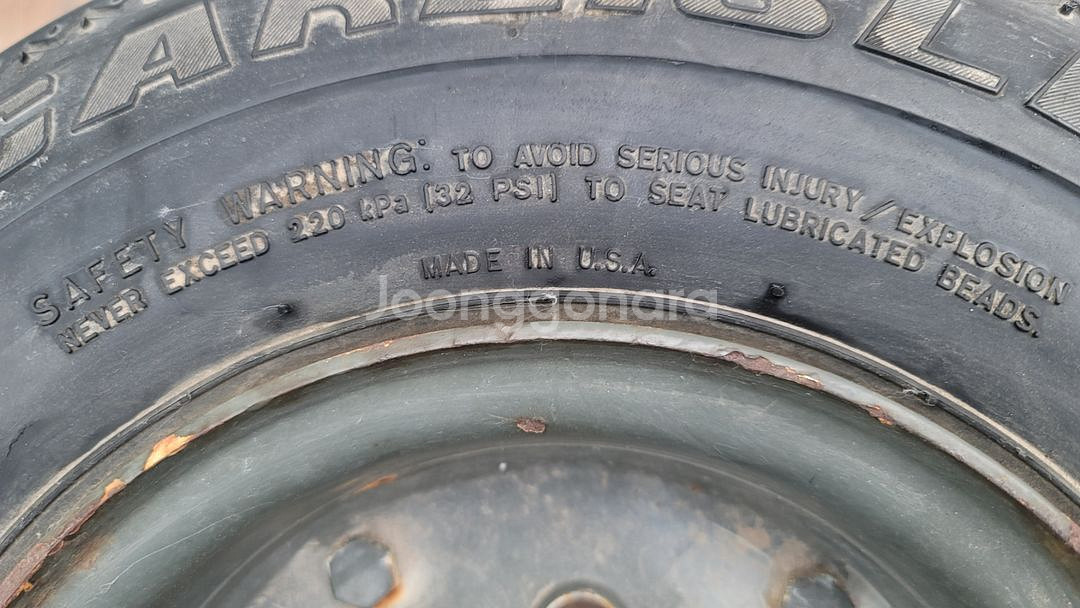 CARLISL
SAFETY WARNING: TO AVOID SERIOUS INJURY/EXPLOSION
NEVER EXCEED 220 kPa (32 PSI) TO SEAT LUBRICATED BEADS.
MADE IN U.S.A.
Joonggonara